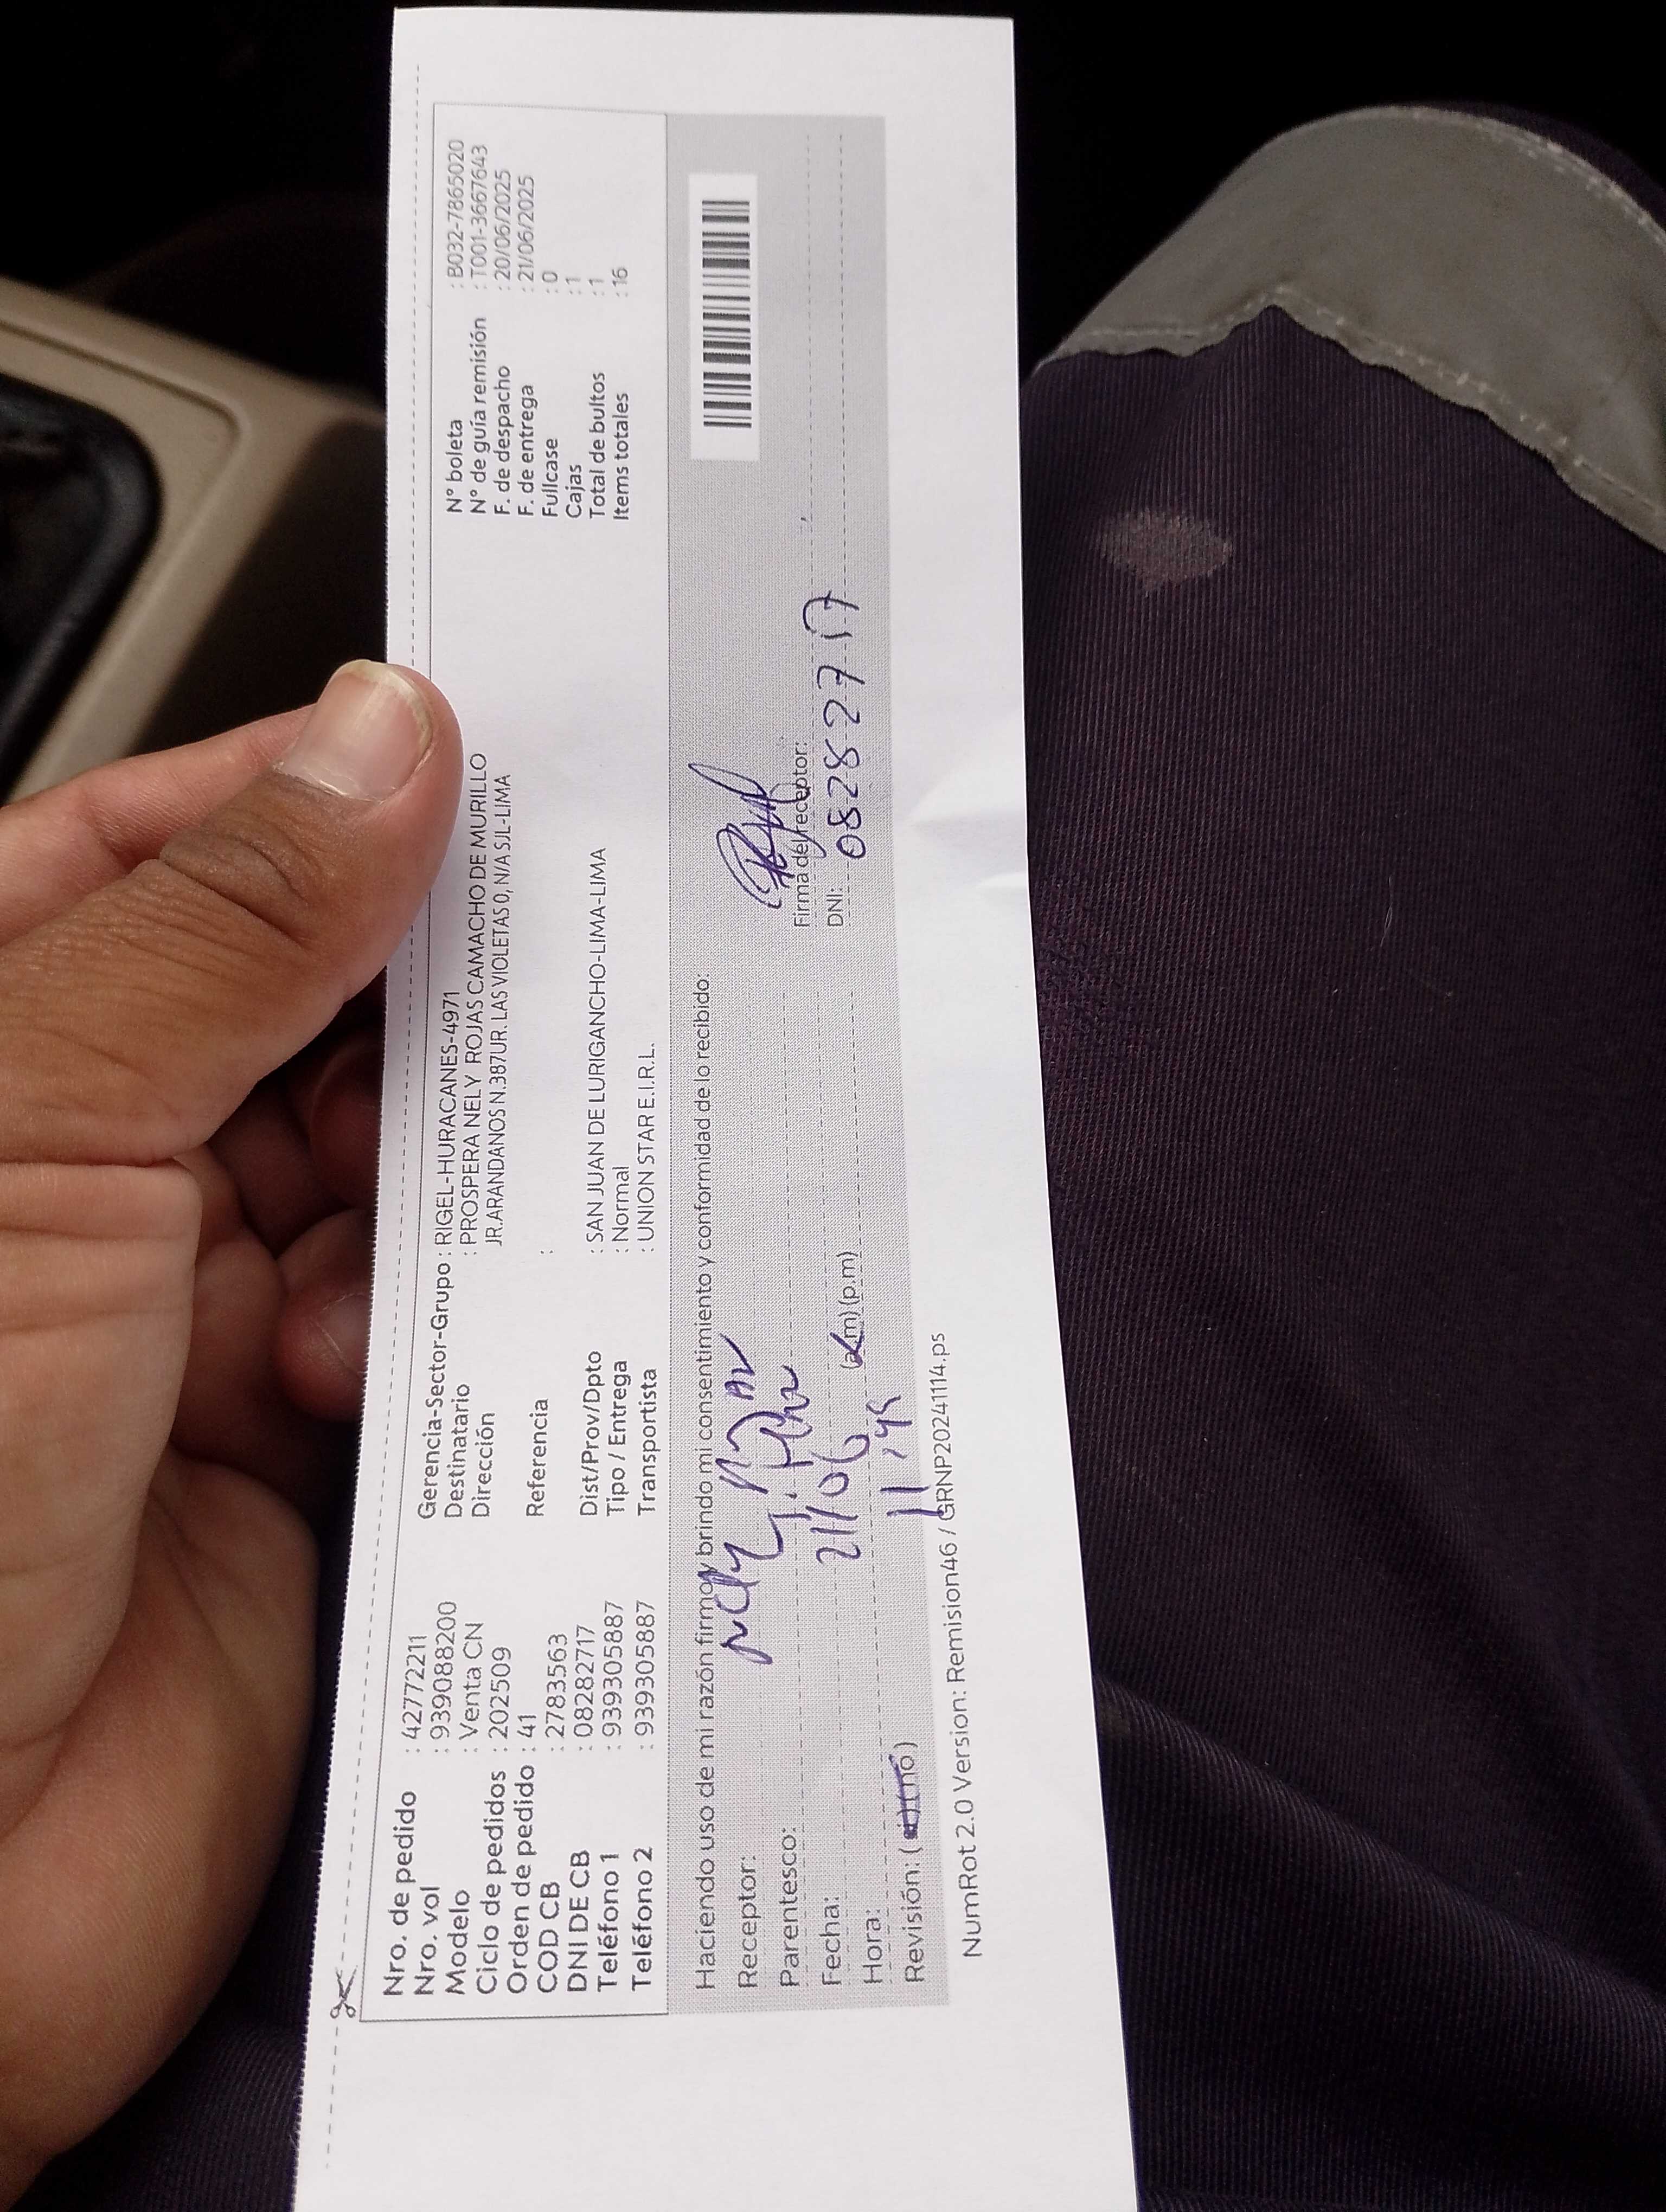 Nro. de pedido : 42772211
Nro. vol : 9390882​00
Modelo : Venta CN
Ciclo de pedidos : 202509
Orden de pedido : 41
COD CB : 2783563
DNI DE CB : 08282717
Teléfono 1 : 939305887
Teléfono 2 : 939305887
Gerencia-Sector-Grupo : RIGEL-HURACANES-4971
Destinatario : PROSPERA NELY ROJAS CAMACHO DE MURILLO
Dirección JR.ARANDANOS N.387UR. LAS VIOLETAS 0, N/A SJL-LIMA
Referencia :
Dist/Prov/Dpto : SAN JUAN DE LURIGANCHO-LIMA-LIMA
Tipo / Entrega : Normal
Transportista : UNION STAR E.I.R.L.
N° boleta : B032-7865020
N° de guía remisión : T001-3667643
F. de despacho : 20/06/2025
F. de entrega : 21/06/2025
Fullcase : 0
Cajas : 1
Total de bultos : 1
Items totales : 16
Haciendo uso de mi razón firmo y brindo mi consentimiento y conformidad de lo recibido:
Receptor:
Parentesco:
Fecha: 21/06
Hora: 11:45 (a.m) (p.m)
Revisión: ( )
Firma del receptor:
DNI: 08282717
NumRot 2.0 Version: Remision46 / GRNP20241114.ps